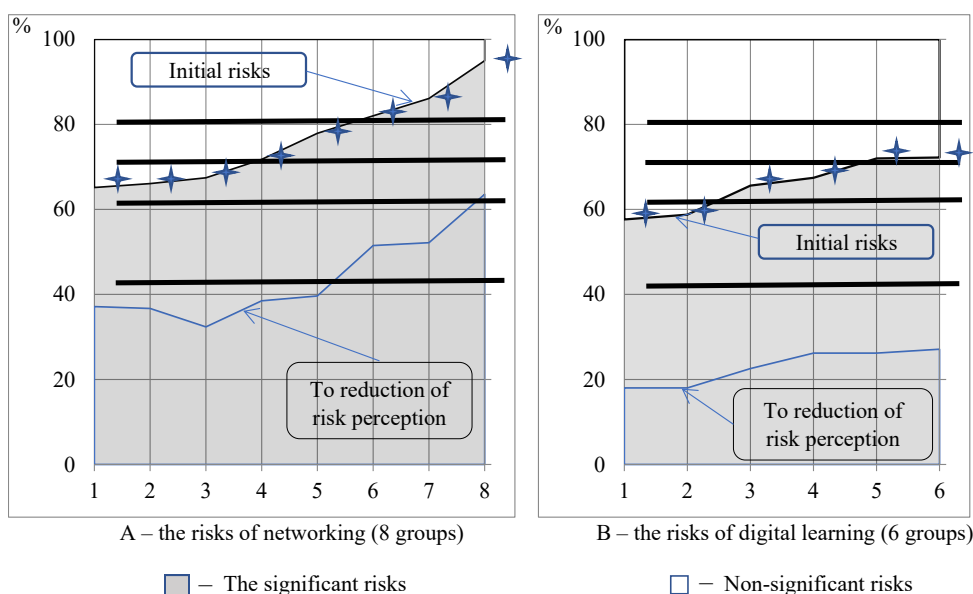 %
100
80
60
40
20
0
1 2 3 4 5 6 7 8
Initial risks
To reduction of
risk perception
A – the risks of networking (8 groups)
%
100
80
60
40
20
0
1 2 3 4 5 6
Initial risks
To reduction of
risk perception
B – the risks of digital learning (6 groups)
– The significant risks
– Non-significant risks